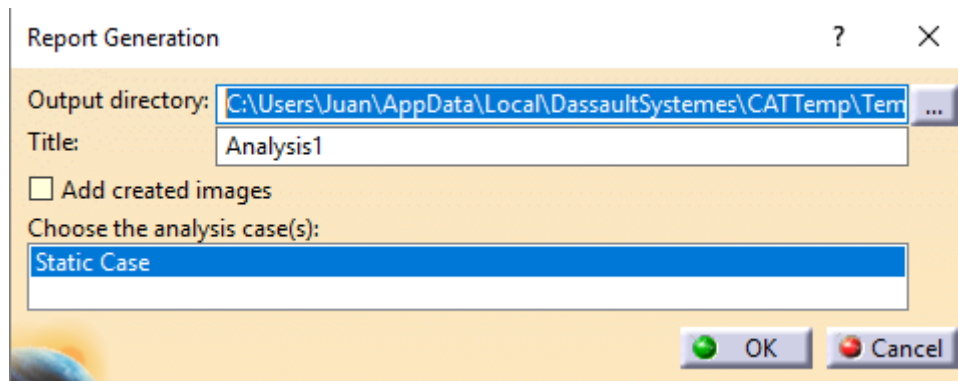 Report Generation ?
Output directory: C:\Users\Juan\AppData\Local\DassaultSystemes\CATTemp\Tem ...
Title: Analysis1
Add created images
Choose the analysis case(s):
Static Case
OK Cancel